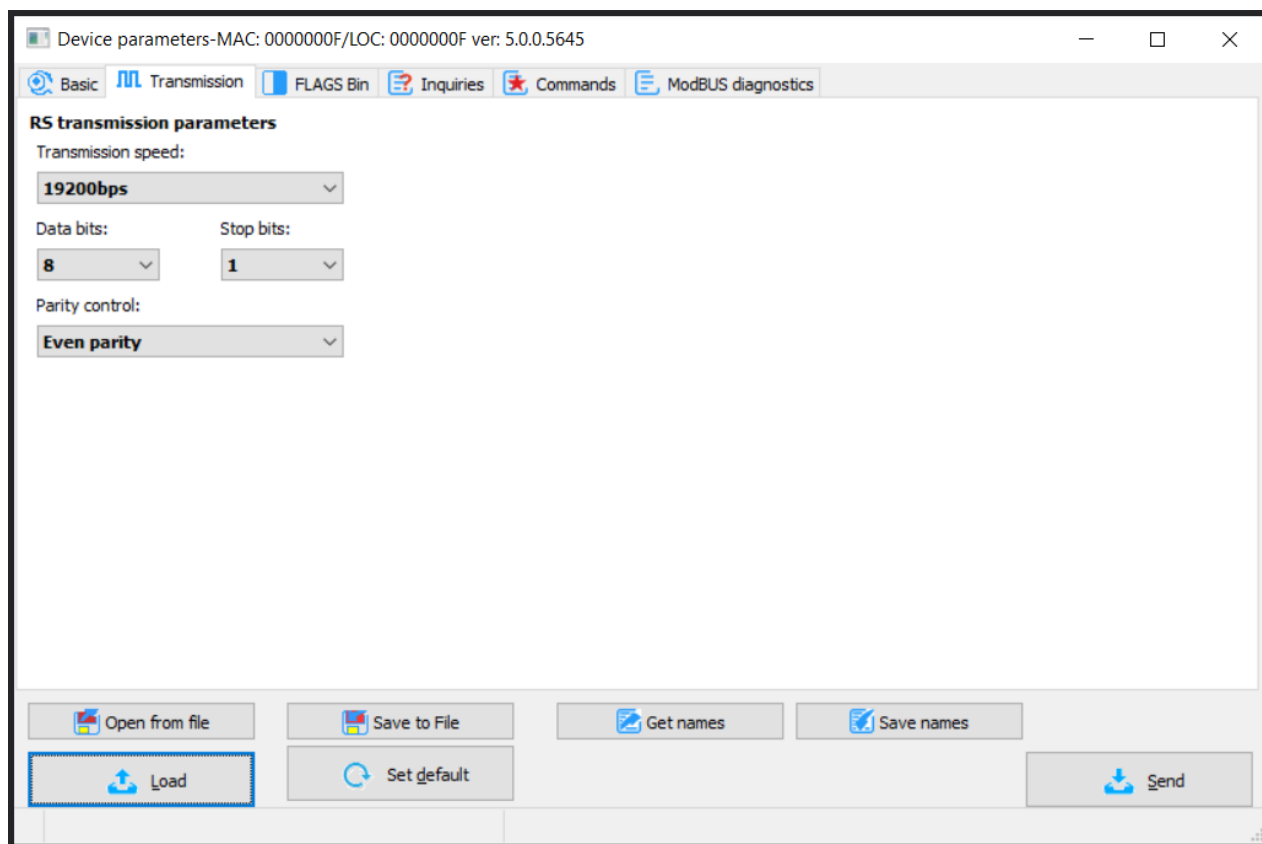 Device parameters-MAC: 0000000F/LOC: 0000000F ver: 5.0.0.5645
Basic Transmission FLAGS Bin Inquiries Commands ModBUS diagnostics
RS transmission parameters
Transmission speed:
19200bps
Data bits: Stop bits:
8 1
Parity control:
Even parity
Open from file Save to File Get names Save names
Load Set default Send